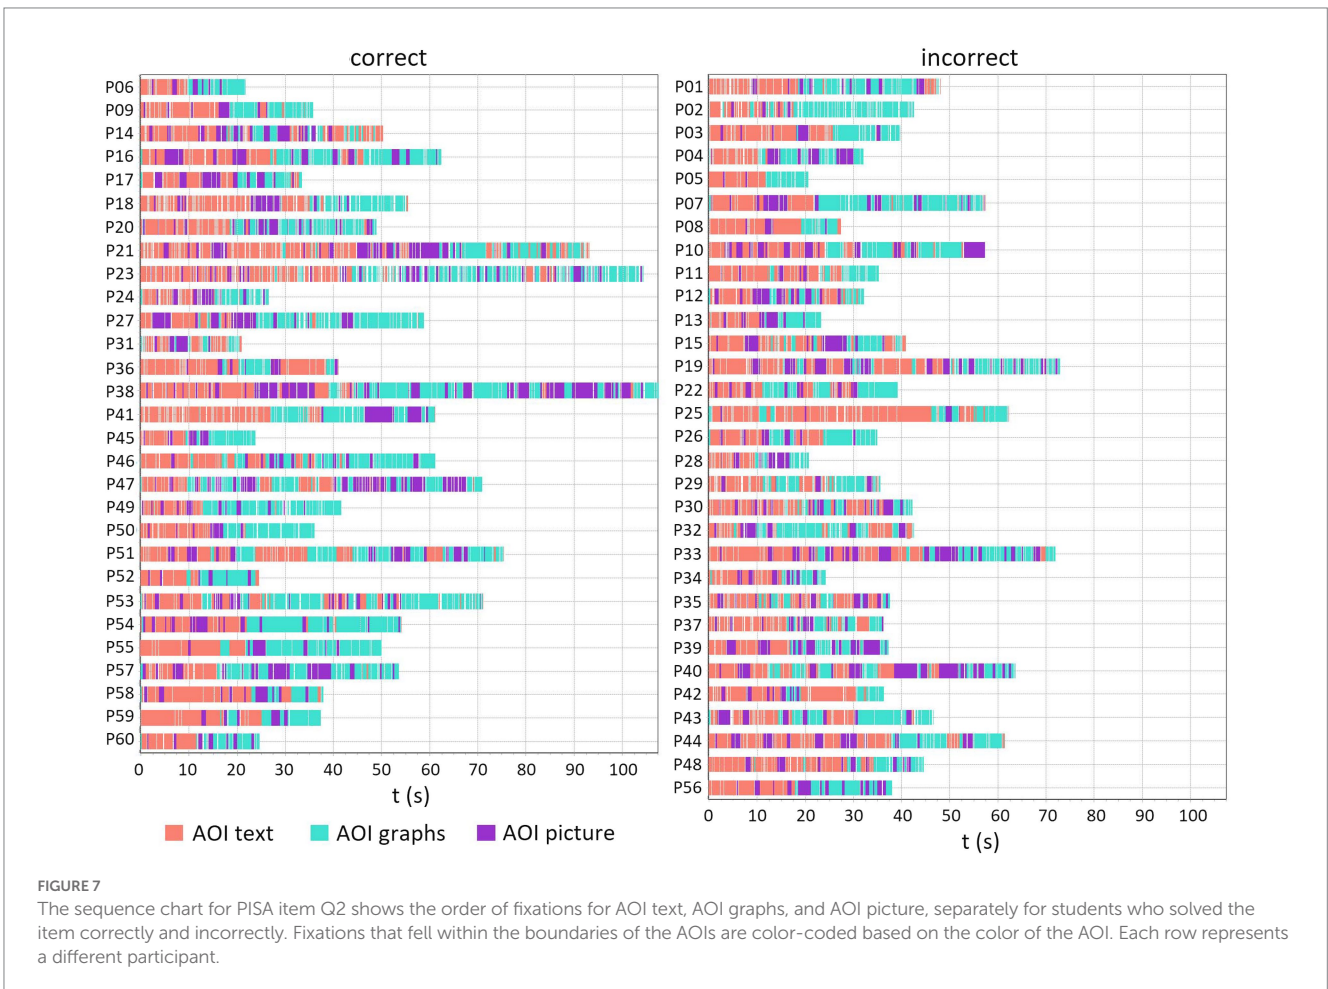 correct
P06
P09
P14
P16
P17
P18
P20
P21
P23
P24
P27
P31
P36
P38
P41
P45
P46
P47
P49
P50
P51
P52
P53
P54
P55
P57
P58
P59
P60
0 10 20 30 40 50 60 70 80 90 100
t (s)
incorrect
P01
P02
P03
P04
P05
P07
P08
P10
P11
P12
P13
P15
P19
P22
P25
P26
P28
P29
P30
P32
P33
P34
P35
P37
P39
P40
P42
P43
P44
P48
P56
0 10 20 30 40 50 60 70 80 90 100
t (s)
AOI text AOI graphs AOI picture
FIGURE 7
The sequence chart for PISA item Q2 shows the order of fixations for AOI text, AOI graphs, and AOI picture, separately for students who solved the
item correctly and incorrectly. Fixations that fell within the boundaries of the AOIs are color-coded based on the color of the AOI. Each row represents
a different participant.